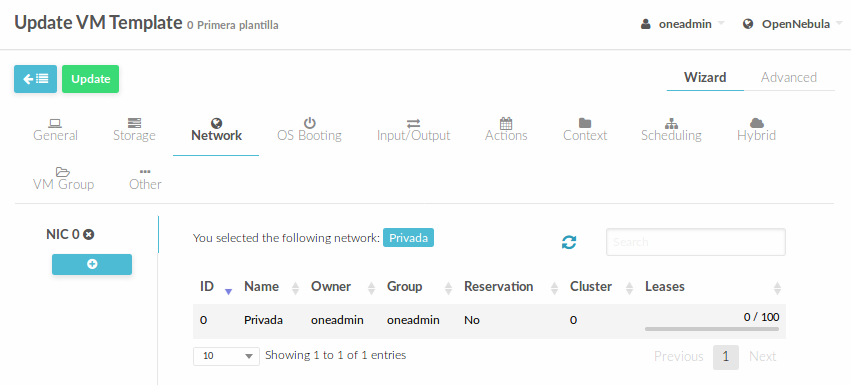 Update VM Template 0 Primera plantilla
oneadmin OpenNebula
Update
Wizard Advanced
General Storage Network OS Booting Input/Output Actions Context Scheduling Hybrid
VM Group Other
NIC 0
You selected the following network: Privada
Search
ID Name Owner Group Reservation Cluster Leases
0 Privada oneadmin oneadmin No 0 0 / 100
10 Showing 1 to 1 of 1 entries
Previous 1 Next